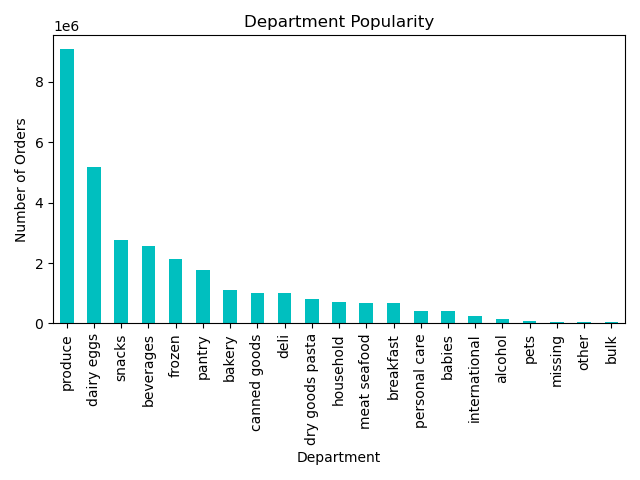 Department Popularity
1e6
8
6
4
2
0
Number of Orders
produce
dairy eggs
snacks
beverages
frozen
pantry
bakery
canned goods
deli
dry goods pasta
household
meat seafood
breakfast
personal care
babies
international
alcohol
pets
missing
other
bulk
Department